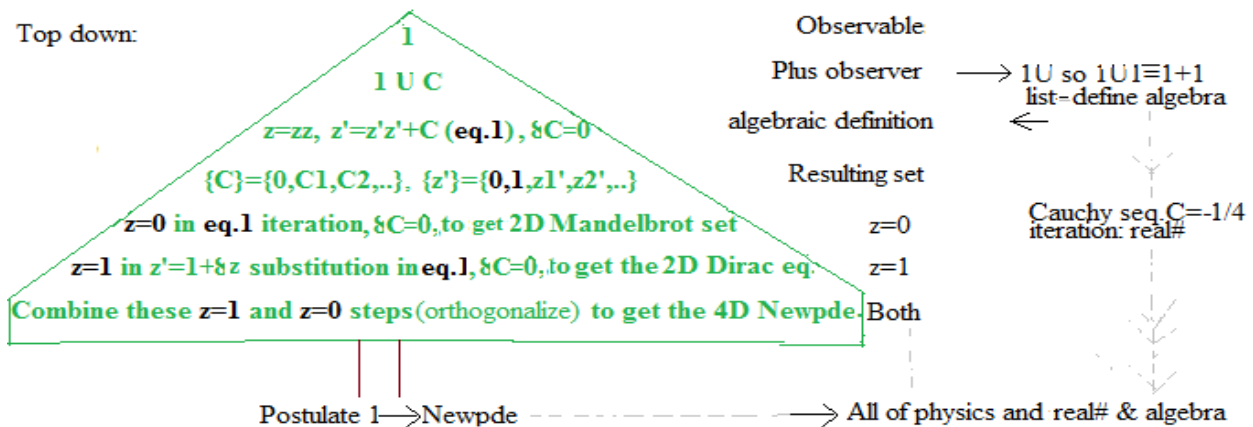 Top down:
1
Observable
1 U C
Plus observer
1U so 1U1≡1+1
list-define algebra
z=zz, z'=z'z'+C (eq.1), δC=0
algebraic definition
{C}={0,C1,C2,..}, {z'}={0,1,z1',z2',..}
Resulting set
z=0 in eq.1 iteration, δC=0, to get 2D Mandelbrot set
z=0
Cauchy seq.C=-1/4
iteration: real#
z=1 in z'=1+δz substitution in eq.1, δC=0, to get the 2D Dirac eq.
z=1
Combine these z=1 and z=0 steps (orthogonalize) to get the 4D Newpde.
Both
Postulate 1→Newpde
All of physics and real# & algebra